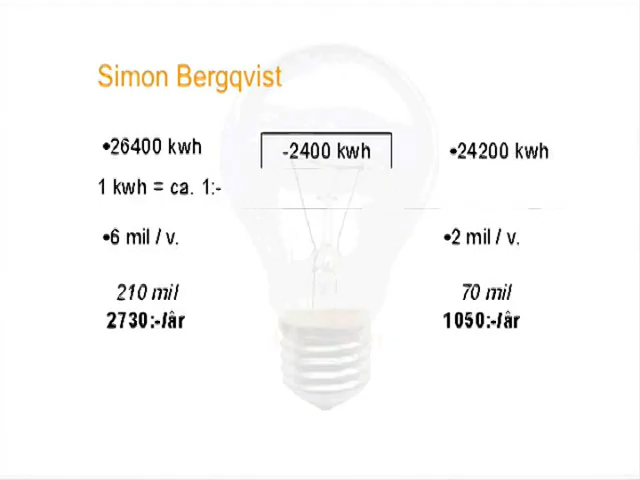 Simon Bergqvist
•26400 kwh
-2400 kwh
•24200 kwh
1 kwh = ca. 1:-
•6 mil / v.
•2 mil / v.
210 mil
70 mil
2730:-/år
1050:-/år